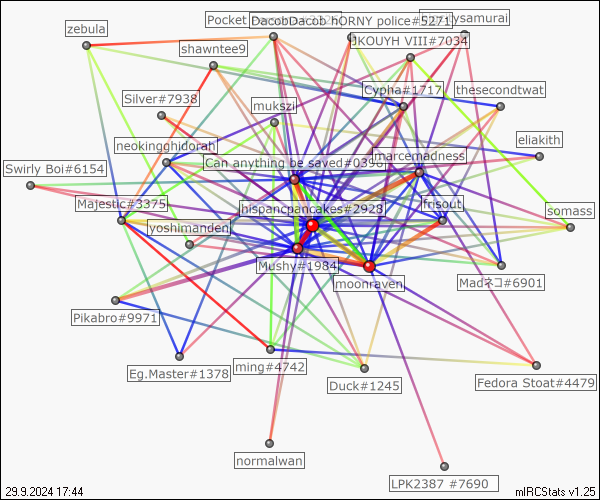 Pocket
DacobDacob hORNY police#5271
zebula
shawntee9
JKOUYH VIII#7034
Cypha#1717
thesecondtwat
Silver#7938
mukszi
eliakith
neokingghidorah
Can anything be saved#0396
marcemadness
Swirly Boi#6154
Majestic#3375
hispancpancakes#2928
frisout
somass
yoshimandenj
Mushy#1984
moonraven
Madネコ#6901
Pikabro#9971
Eg.Master#1378
ming#4742
Duck#1245
Fedora Stoat#4479
normalwan
LPK2387 #7690
29.9.2024 17:44
mIRCStats v1.25